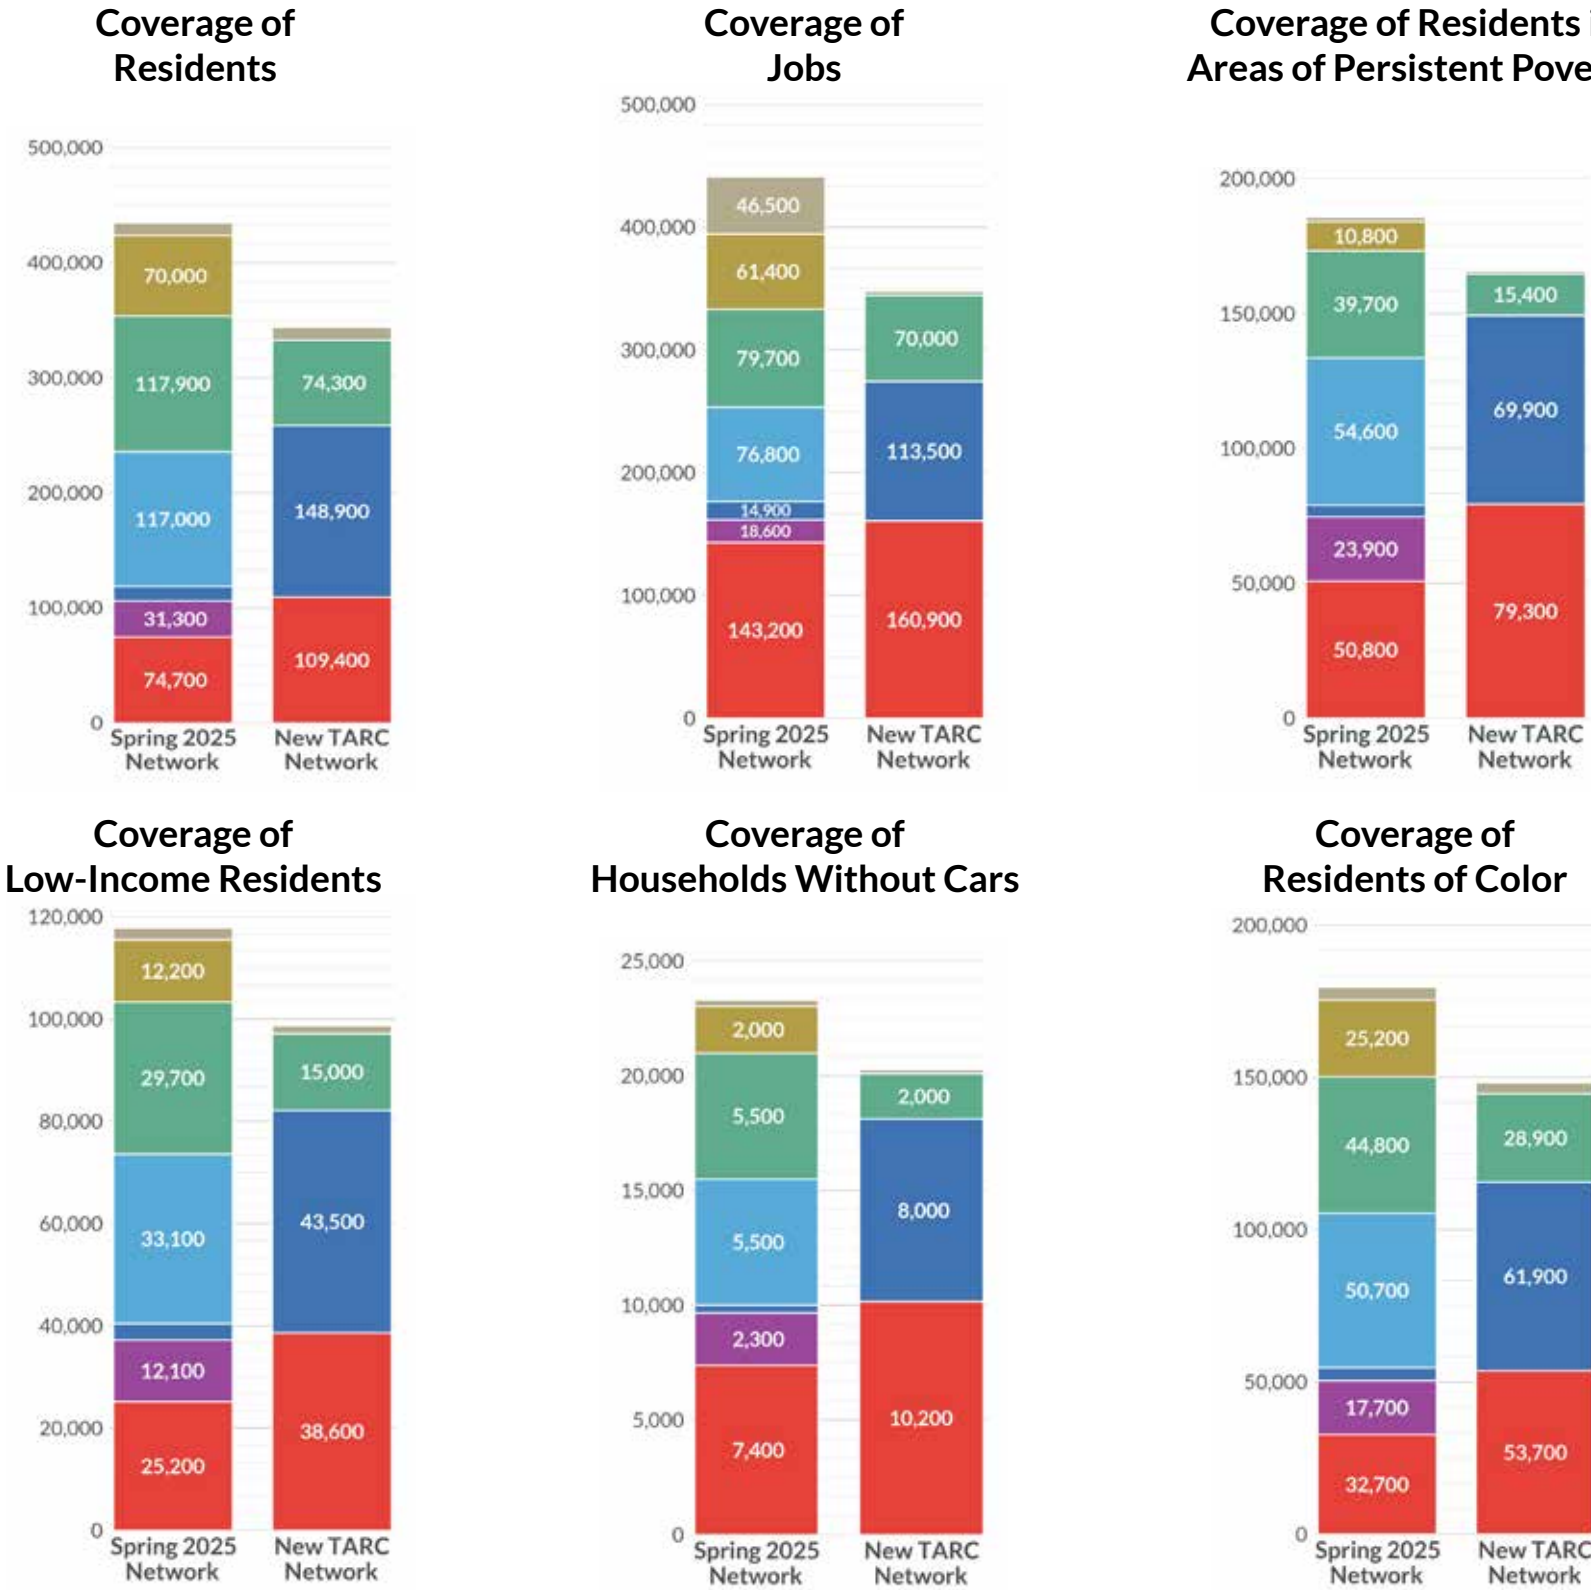 Coverage of
Residents
500,000
400,000
300,000
200,000
100,000
0
70,000
117,900
117,000
31,300
74,700
74,300
148,900
109,400
Spring 2025
Network
New TARC
Network
Coverage of
Jobs
500,000
400,000
300,000
200,000
100,000
0
46,500
61,400
79,700
76,800
14,900
18,600
143,200
70,000
113,500
160,900
Spring 2025
Network
New TARC
Network
Coverage of Residents
Areas of Persistent Pove
200,000
150,000
100,000
50,000
0
10,800
39,700
54,600
23,900
50,800
15,400
69,900
79,300
Spring 2025
Network
New TARC
Network
Coverage of
Low-Income Residents
120,000
100,000
80,000
60,000
40,000
20,000
0
12,200
29,700
33,100
12,100
25,200
15,000
43,500
38,600
Spring 2025
Network
New TARC
Network
Coverage of
Households Without Cars
25,000
20,000
15,000
10,000
5,000
0
2,000
5,500
5,500
2,300
7,400
2,000
8,000
10,200
Spring 2025
Network
New TARC
Network
Coverage of
Residents of Color
200,000
150,000
100,000
50,000
0
25,200
44,800
50,700
17,700
32,700
28,900
61,900
53,700
Spring 2025
Network
New TARC
Network